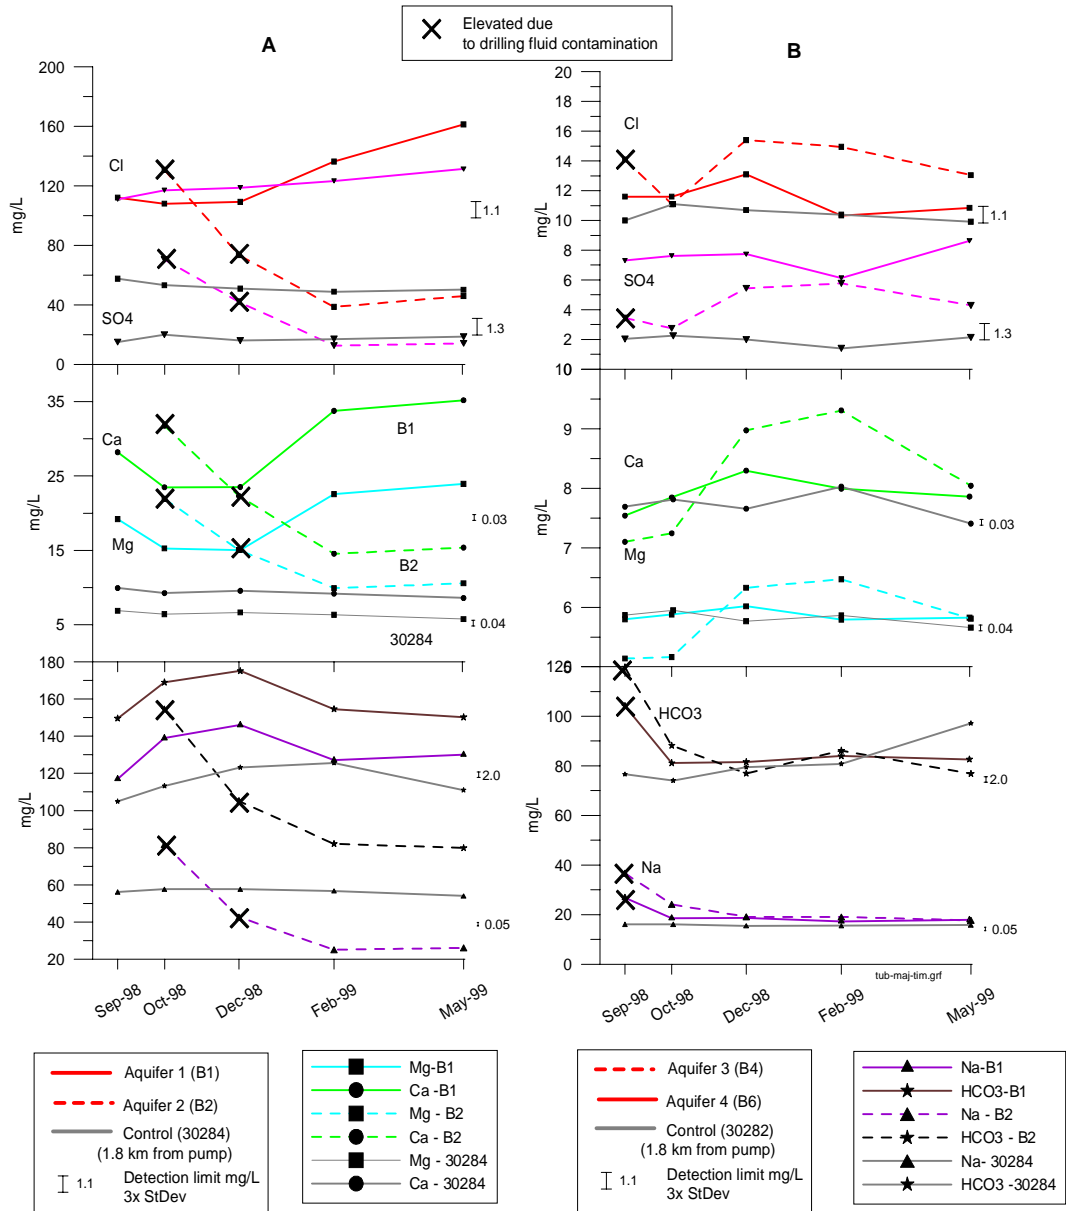 Elevated due
to drilling fluid contamination
A
B
200
160
120
80
40
0
mg/L
Cl
SO4
1.1
1.3
20
18
16
14
12
10
8
6
4
2
0
mg/L
Cl
SO4
1.1
1.3
35
25
15
5
mg/L
Ca
Mg
B1
B2
30284
0.03
0.04
10
9
8
7
6
5
mg/L
Ca
Mg
0.03
0.04
180
160
140
120
100
80
60
40
20
mg/L
2.0
0.05
120
100
80
60
40
20
0
mg/L
HCO3
Na
2.0
0.05
tub-maj-tim.grf
Sep-98
Oct-98
Dec-98
Feb-99
May-99
Sep-98
Oct-98
Dec-98
Feb-99
May-99
Aquifer 1 (B1)
Aquifer 2 (B2)
Control (30284)
(1.8 km from pump)
1.1 Detection limit mg/L
3x StDev
Mg-B1
Ca -B1
Mg - B2
Ca - B2
Mg - 30284
Ca - 30284
Aquifer 3 (B4)
Aquifer 4 (B6)
Control (30282)
(1.8 km from pump)
1.1 Detection limit mg/L
3x StDev
Na-B1
HCO3-B1
Na - B2
HCO3 - B2
Na- 30284
HCO3 -30284